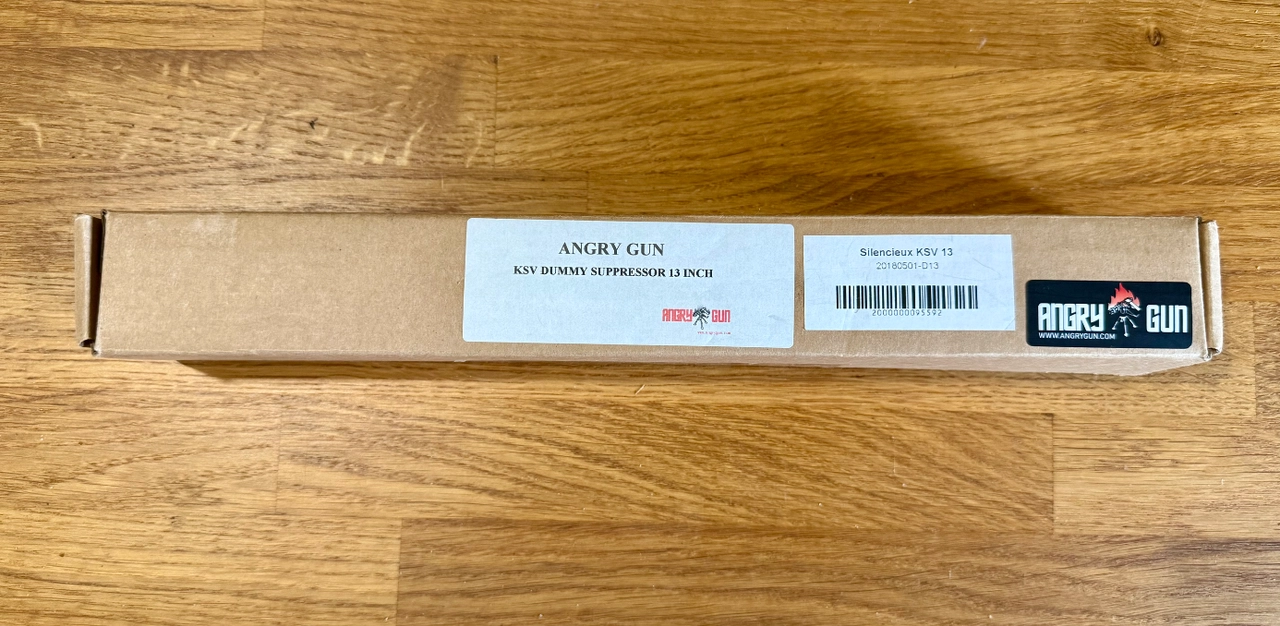 ANGRY GUN
KSV DUMMY SUPPRESSOR 13 INCH
ANGRY GUN
Silencieux KSV 13
20180501-D13
2000000095592
ANGRY GUN
WWW.ANGRYGUN.COM